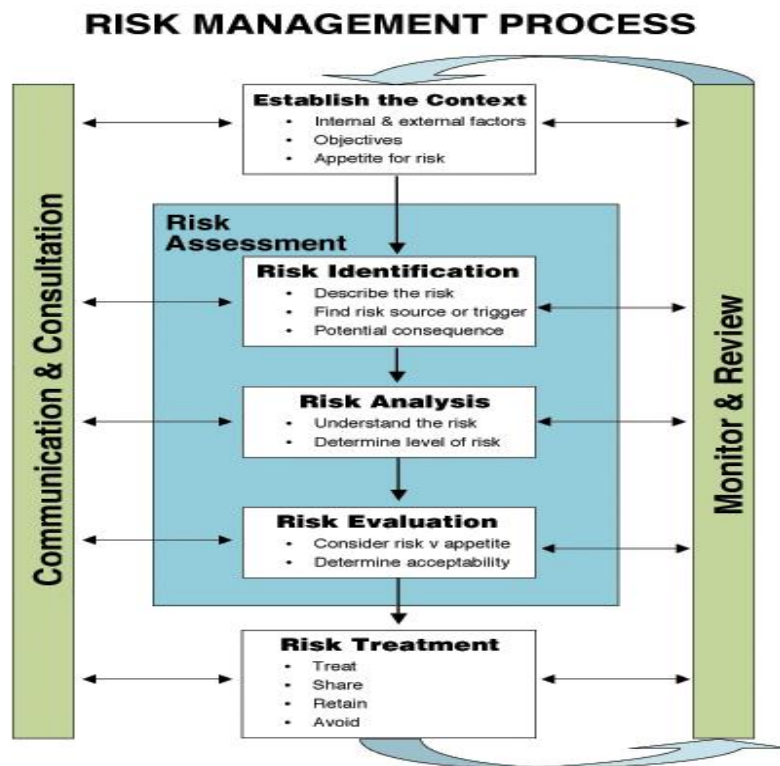 RISK MANAGEMENT PROCESS
Communication & Consultation
Establish the Context
• Internal & external factors
• Objectives
• Appetite for risk
Risk
Assessment
Risk Identification
• Describe the risk
• Find risk source or trigger
• Potential consequence
Risk Analysis
• Understand the risk
• Determine level of risk
Risk Evaluation
• Consider risk v appetite
• Determine acceptability
Risk Treatment
• Treat
• Share
• Retain
• Avoid
Monitor & Review